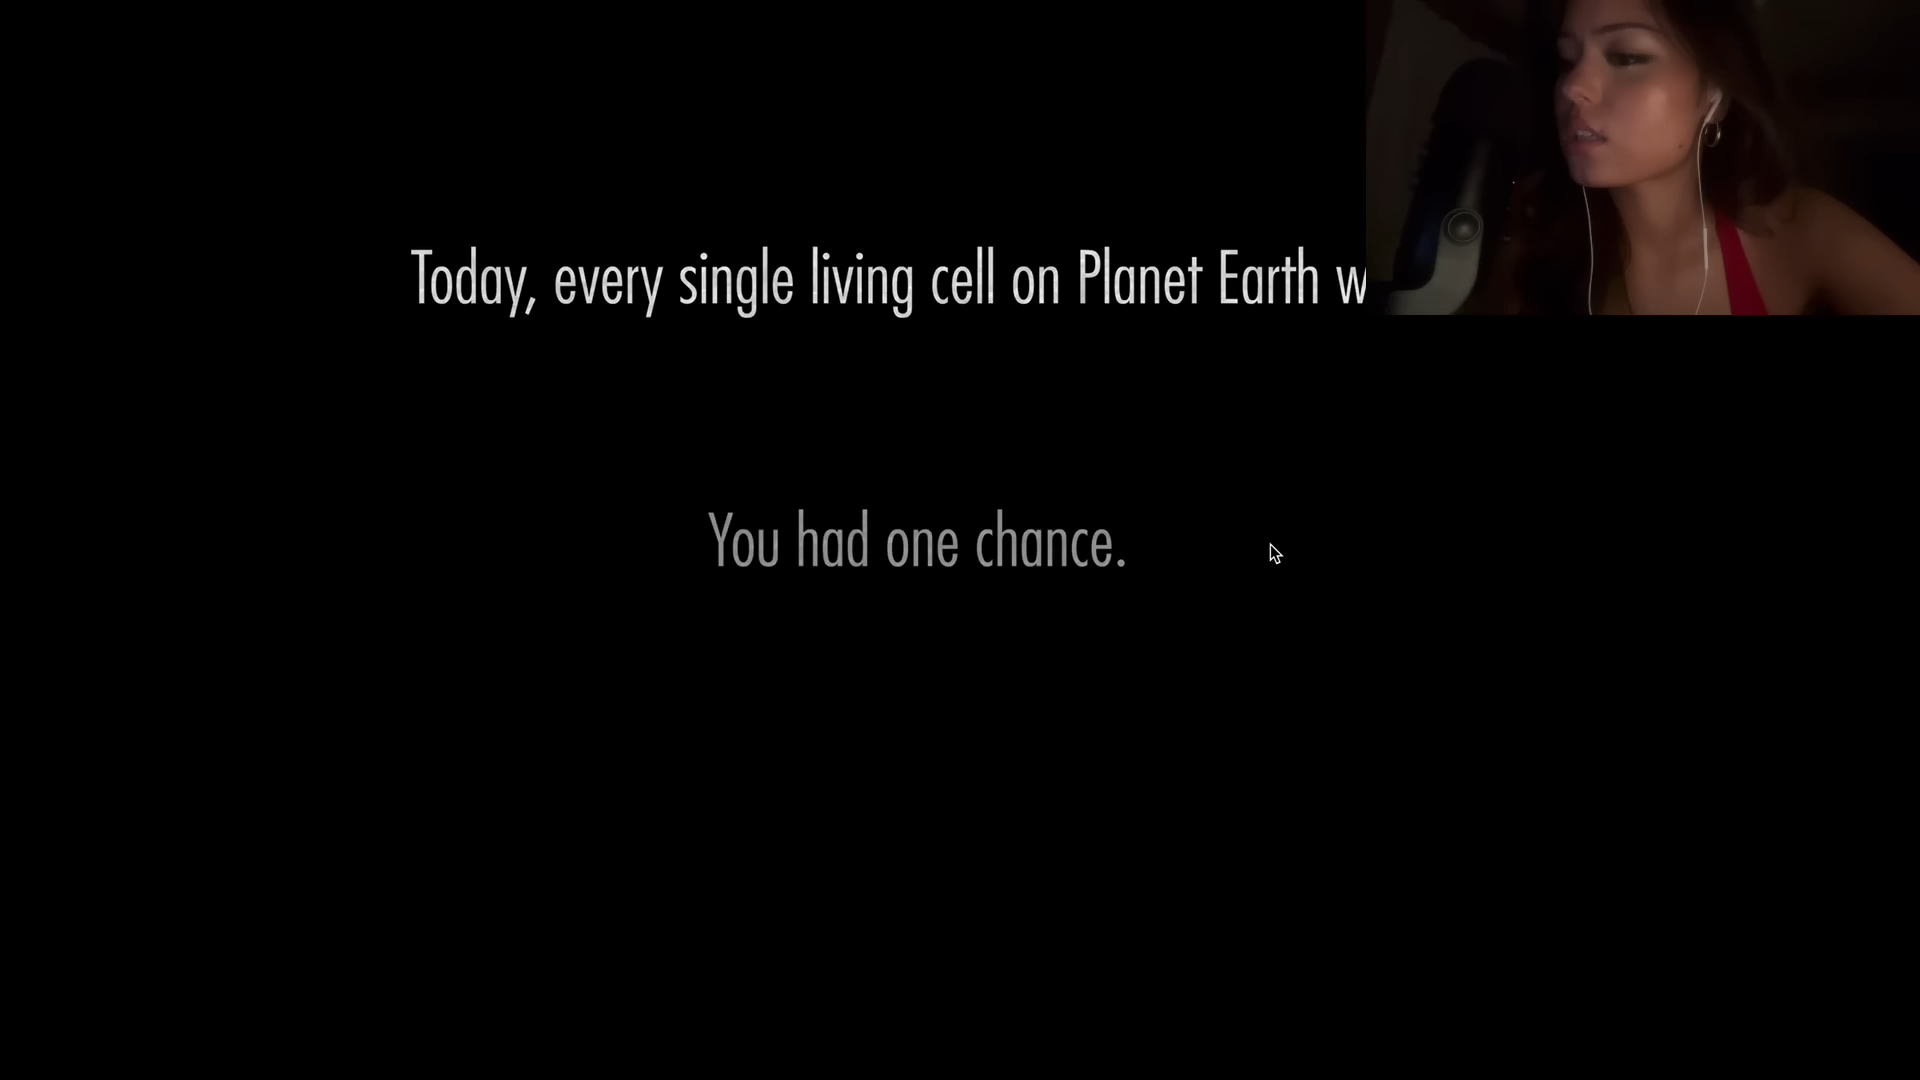 Today, every single living cell on Planet Earth w
You had one chance.